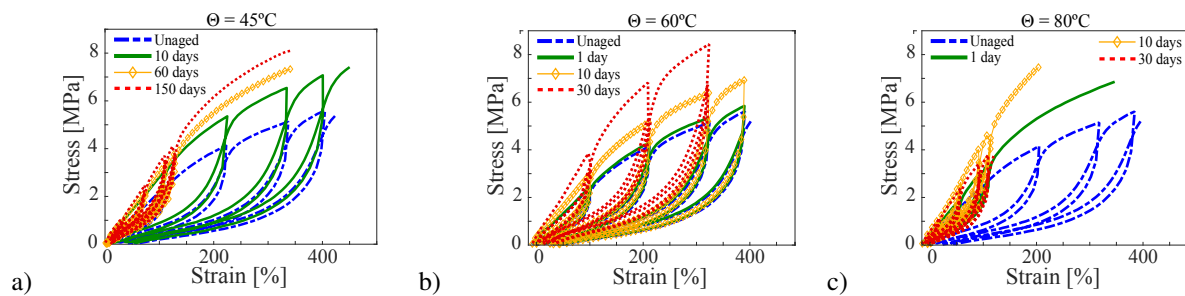 Θ = 45ºC
Unaged
10 days
60 days
150 days
8
6
4
2
0
Stress [MPa]
0
200
400
Strain [%]
a)
Θ = 60ºC
Unaged
1 day
10 days
30 days
8
6
4
2
0
Stress [MPa]
0
200
400
Strain [%]
b)
Θ = 80ºC
Unaged
1 day
10 days
30 days
8
6
4
2
0
Stress [MPa]
0
100
200
300
400
Strain [%]
c)